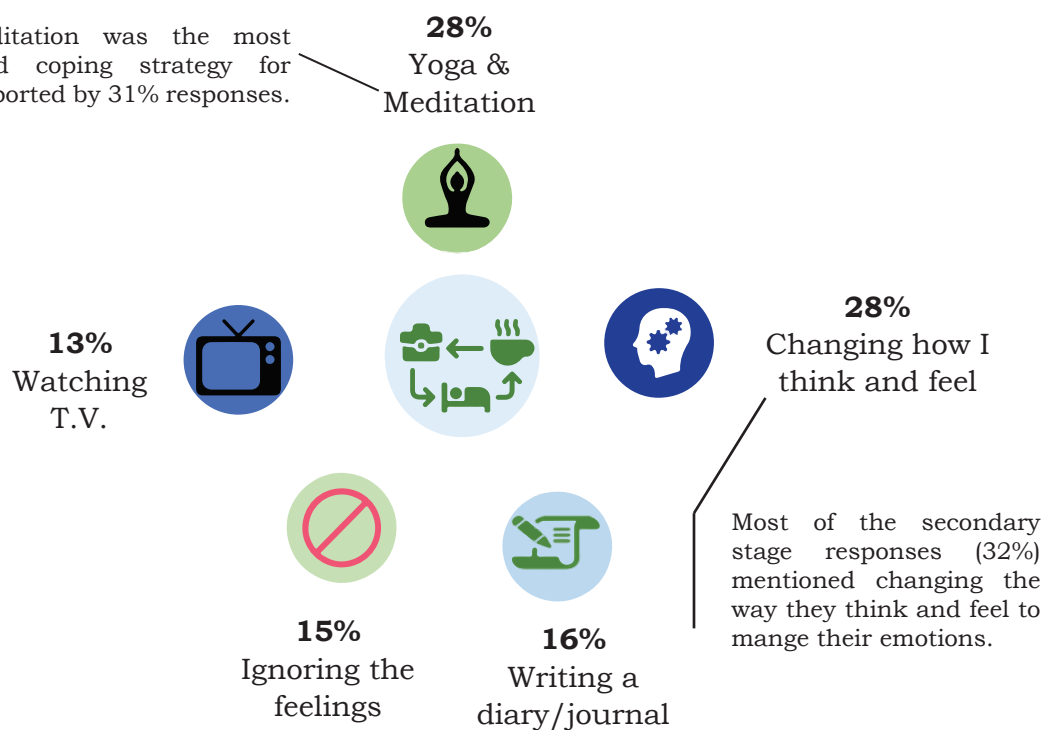 ditation was the most
d coping strategy for
ported by 31% responses.
28%
Yoga &
Meditation
13%
Watching
T.V.
28%
Changing how I
think and feel
Most of the secondary
stage responses (32%)
mentioned changing the
way they think and feel to
mange their emotions.
15%
Ignoring the
feelings
16%
Writing a
diary/journal